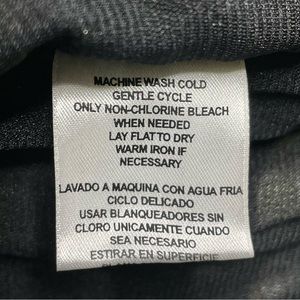 MACHINE WASH COLD
GENTLE CYCLE
ONLY NON-CHLORINE BLEACH
WHEN NEEDED
LAY FLAT TO DRY
WARM IRON IF
NECESSARY
LAVADO A MAQUINA CON AGUA FRIA
CICLO DELICADO
USAR BLANQUEADORES SIN
CLORO UNICAMENTE CUANDO
SEA NECESARIO
ESTIRAR EN SUPERFICIE